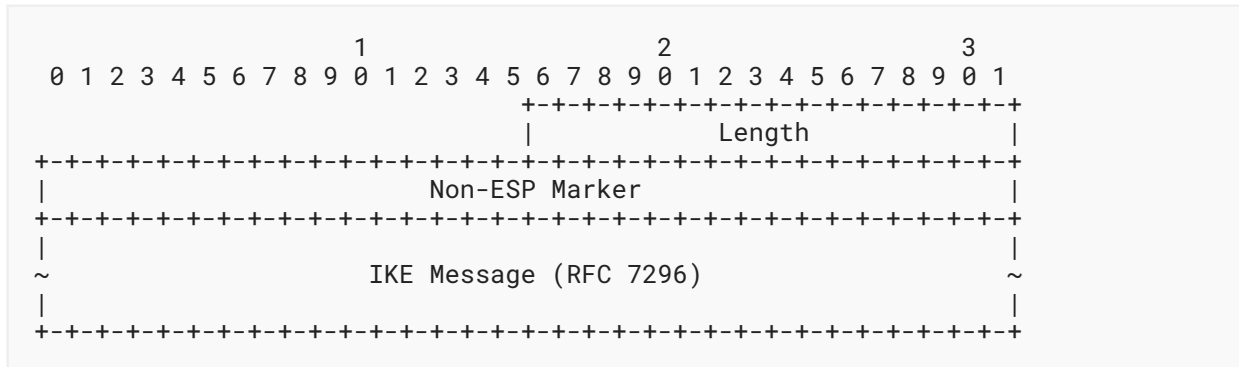 1                   2                   3
 0 1 2 3 4 5 6 7 8 9 0 1 2 3 4 5 6 7 8 9 0 1 2 3 4 5 6 7 8 9 0 1
                                +-+-+-+-+-+-+-+-+-+-+-+-+-+-+-+-+
                                |            Length             |
+-+-+-+-+-+-+-+-+-+-+-+-+-+-+-+-+-+-+-+-+-+-+-+-+-+-+-+-+-+-+-+-+
|                         Non-ESP Marker                        |
+-+-+-+-+-+-+-+-+-+-+-+-+-+-+-+-+-+-+-+-+-+-+-+-+-+-+-+-+-+-+-+-+
|                                                               |
~                     IKE Message (RFC 7296)                    ~
|                                                               |
+-+-+-+-+-+-+-+-+-+-+-+-+-+-+-+-+-+-+-+-+-+-+-+-+-+-+-+-+-+-+-+-+